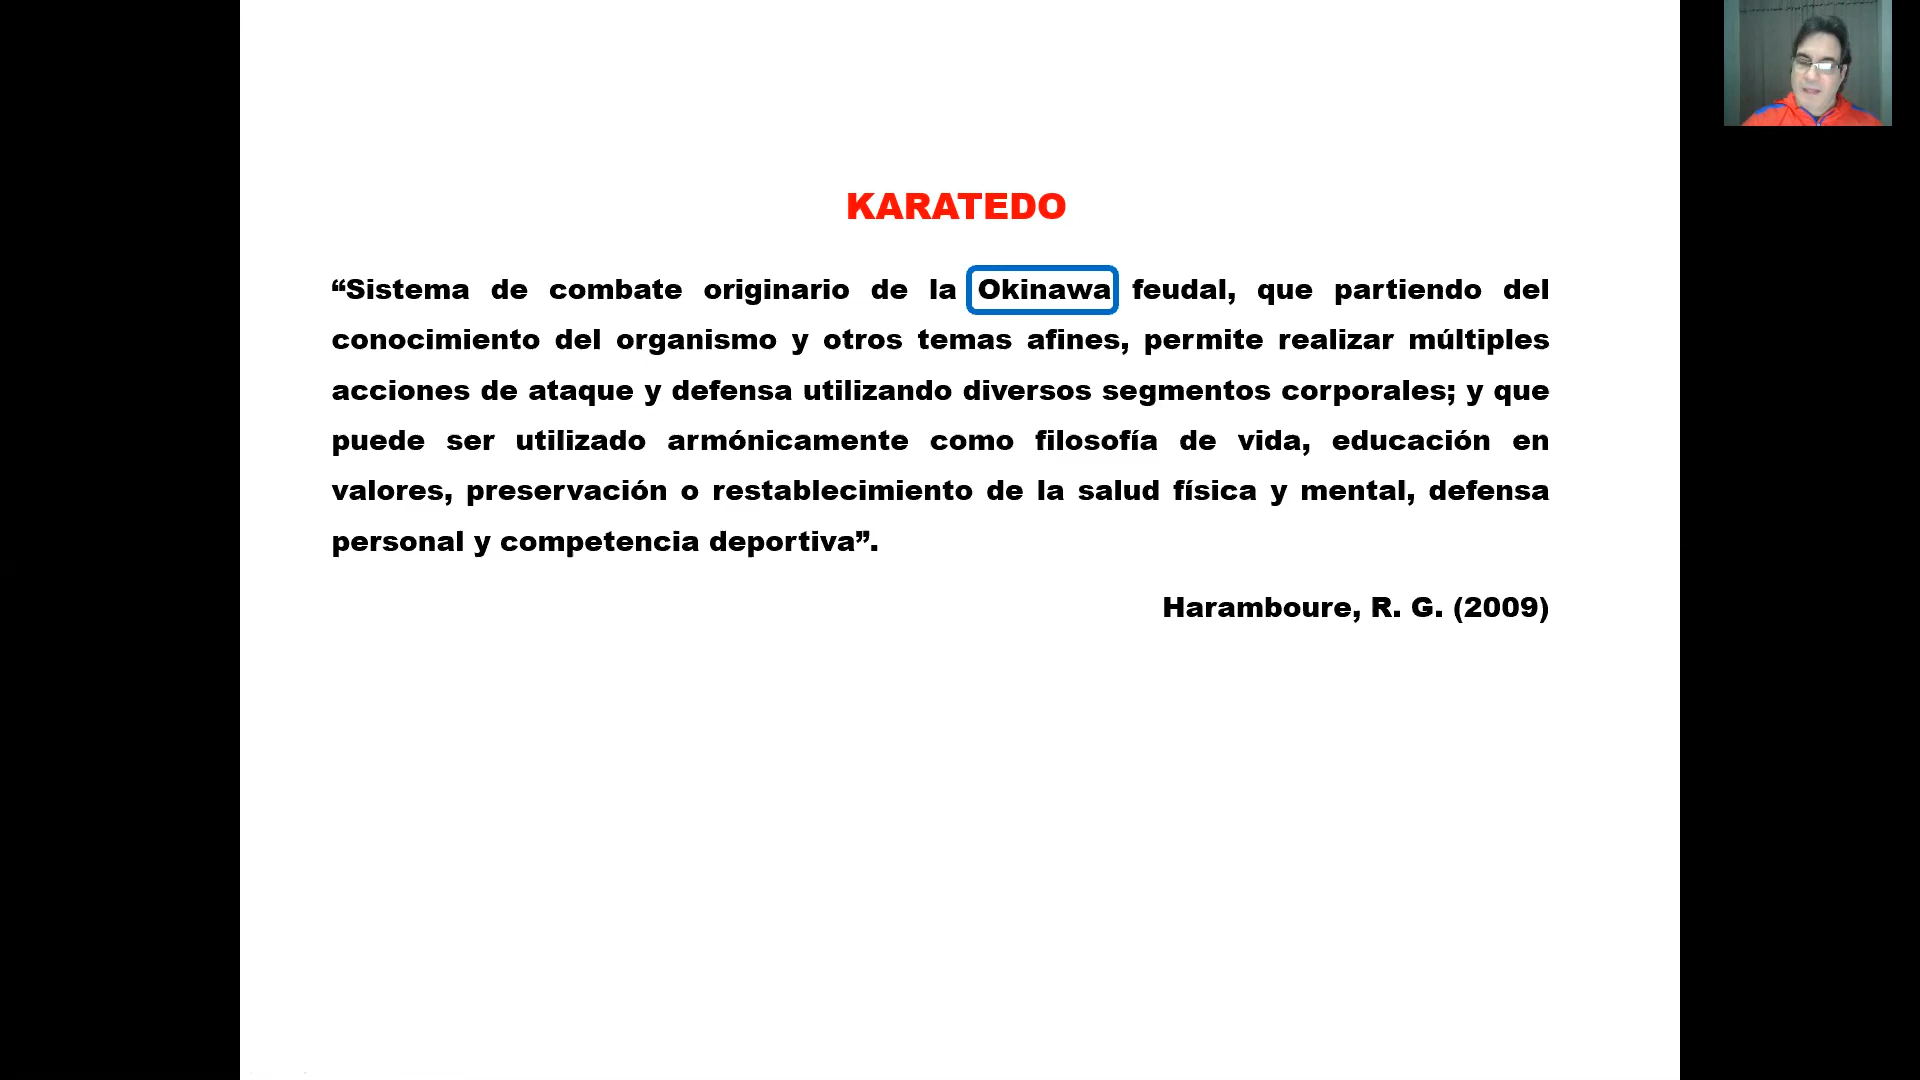 KARATEDO
“Sistema de combate originario de la Okinawa feudal, que partiendo del
conocimiento del organismo y otros temas afines, permite realizar múltiples
acciones de ataque y defensa utilizando diversos segmentos corporales; y que
puede ser utilizado armónicamente como filosofía de vida, educación en
valores, preservación o restablecimiento de la salud física y mental, defensa
personal y competencia deportiva”.
Haramboure, R. G. (2009)